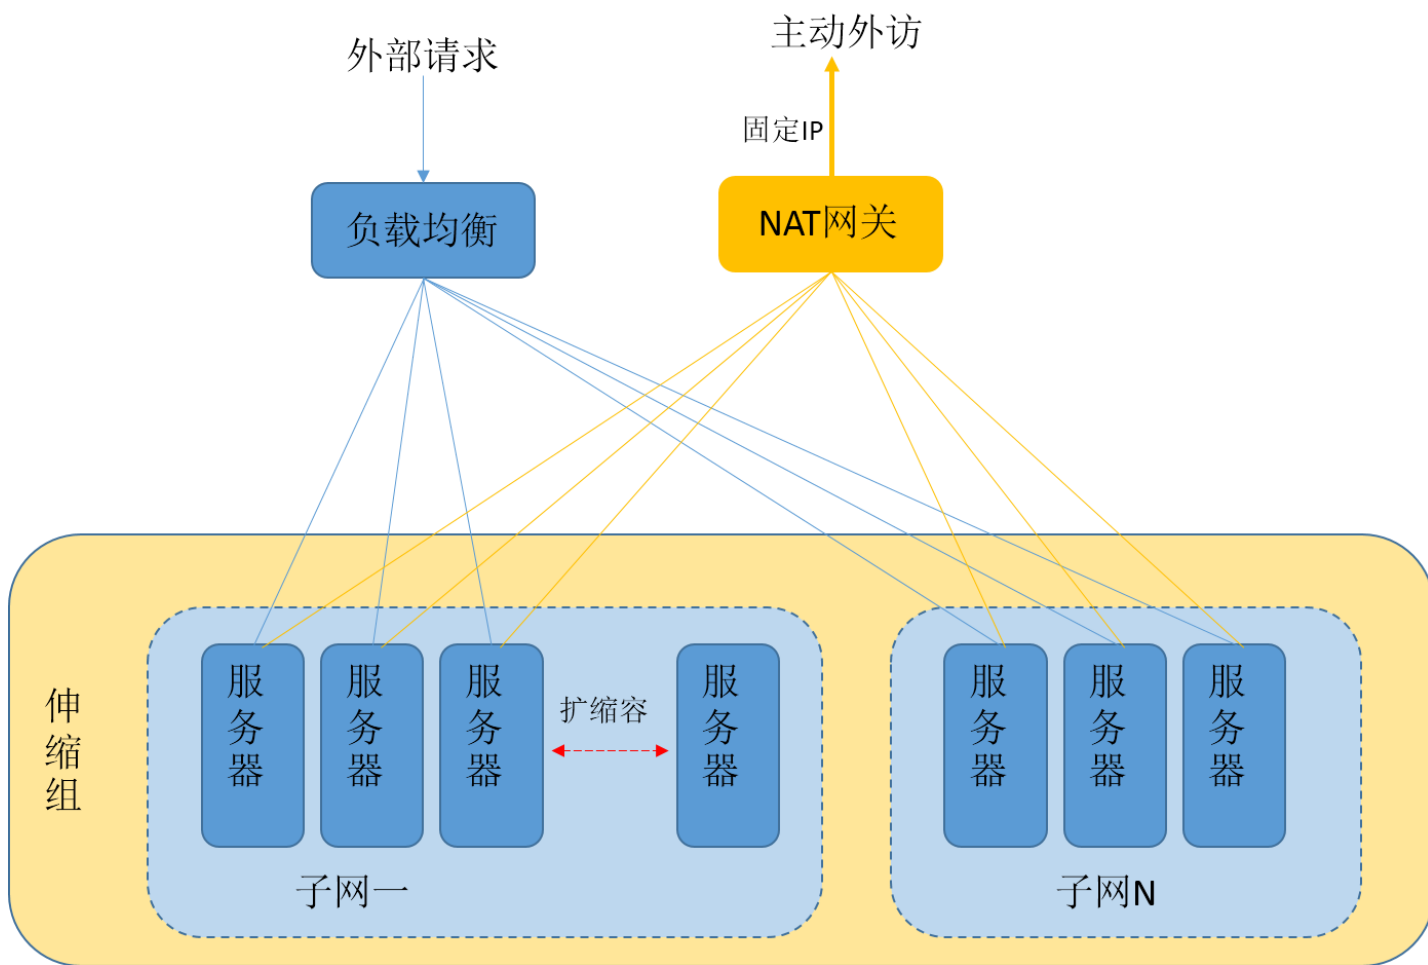 主动外访
外部请求
固定IP
负载均衡
NAT网关
伸缩组
服务器
服务器
服务器
扩缩容
服务器
服务器
服务器
服务器
子网一
子网N